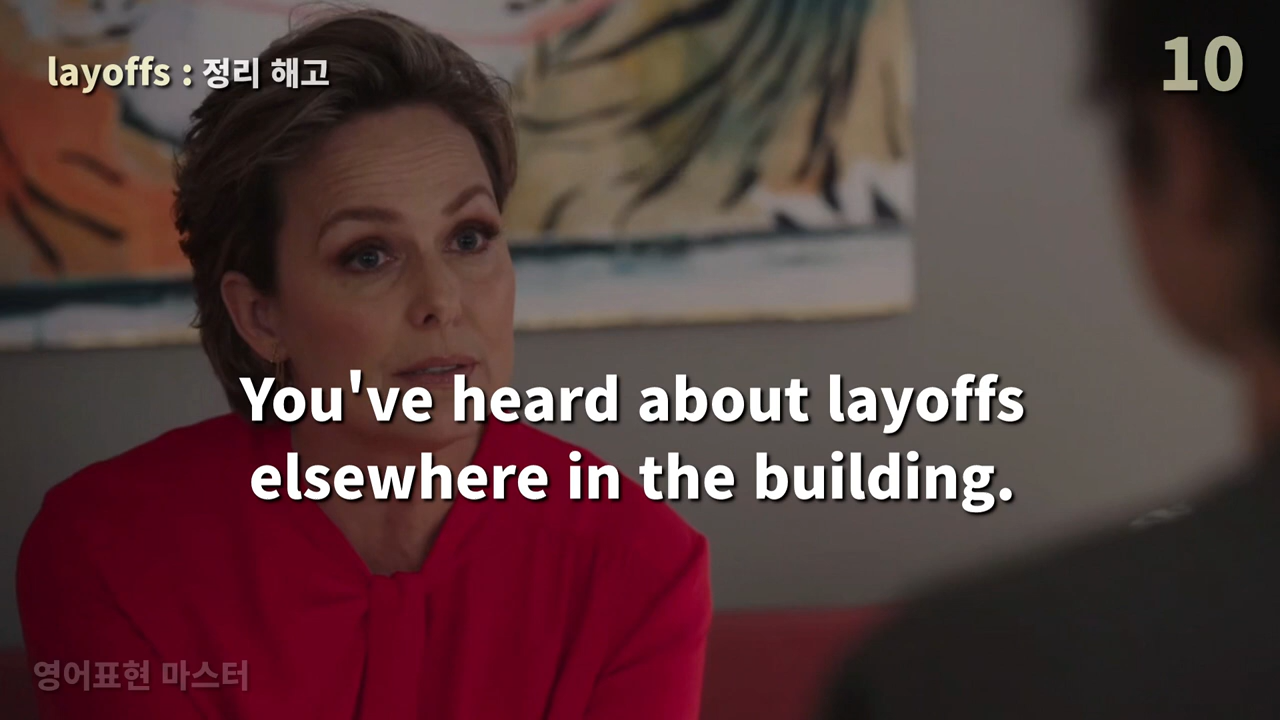 layoffs : 정리 해고
10
You've heard about layoffs
elsewhere in the building.
영어표현 마스터